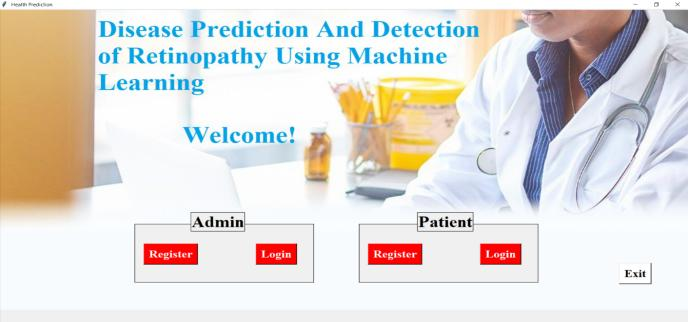 Health Prediction
Disease Prediction And Detection
of Retinopathy Using Machine
Learning
Welcome!
Admin
Register Login
Patient
Register Login
Exit